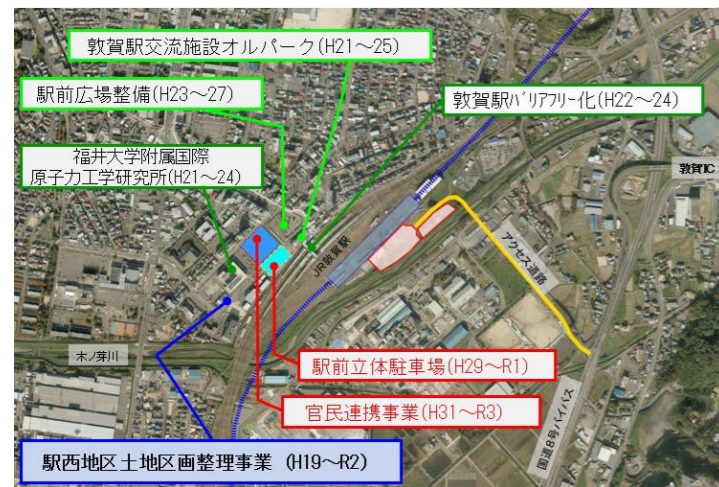 敦賀駅交流施設オルパーク(H21～25)
駅前広場整備(H23～27)
敦賀駅ﾊﾞﾘｱﾌﾘｰ化(H22～24)
福井大学附属国際
原子力工学研究所(H21～24)
敦賀IC
JR敦賀駅
アクセス道路
木ノ芽川
駅前立体駐車場(H29～R1)
官民連携事業(H31～R3)
国道8号バイパス
駅西地区土地区画整理事業 (H19～R2)